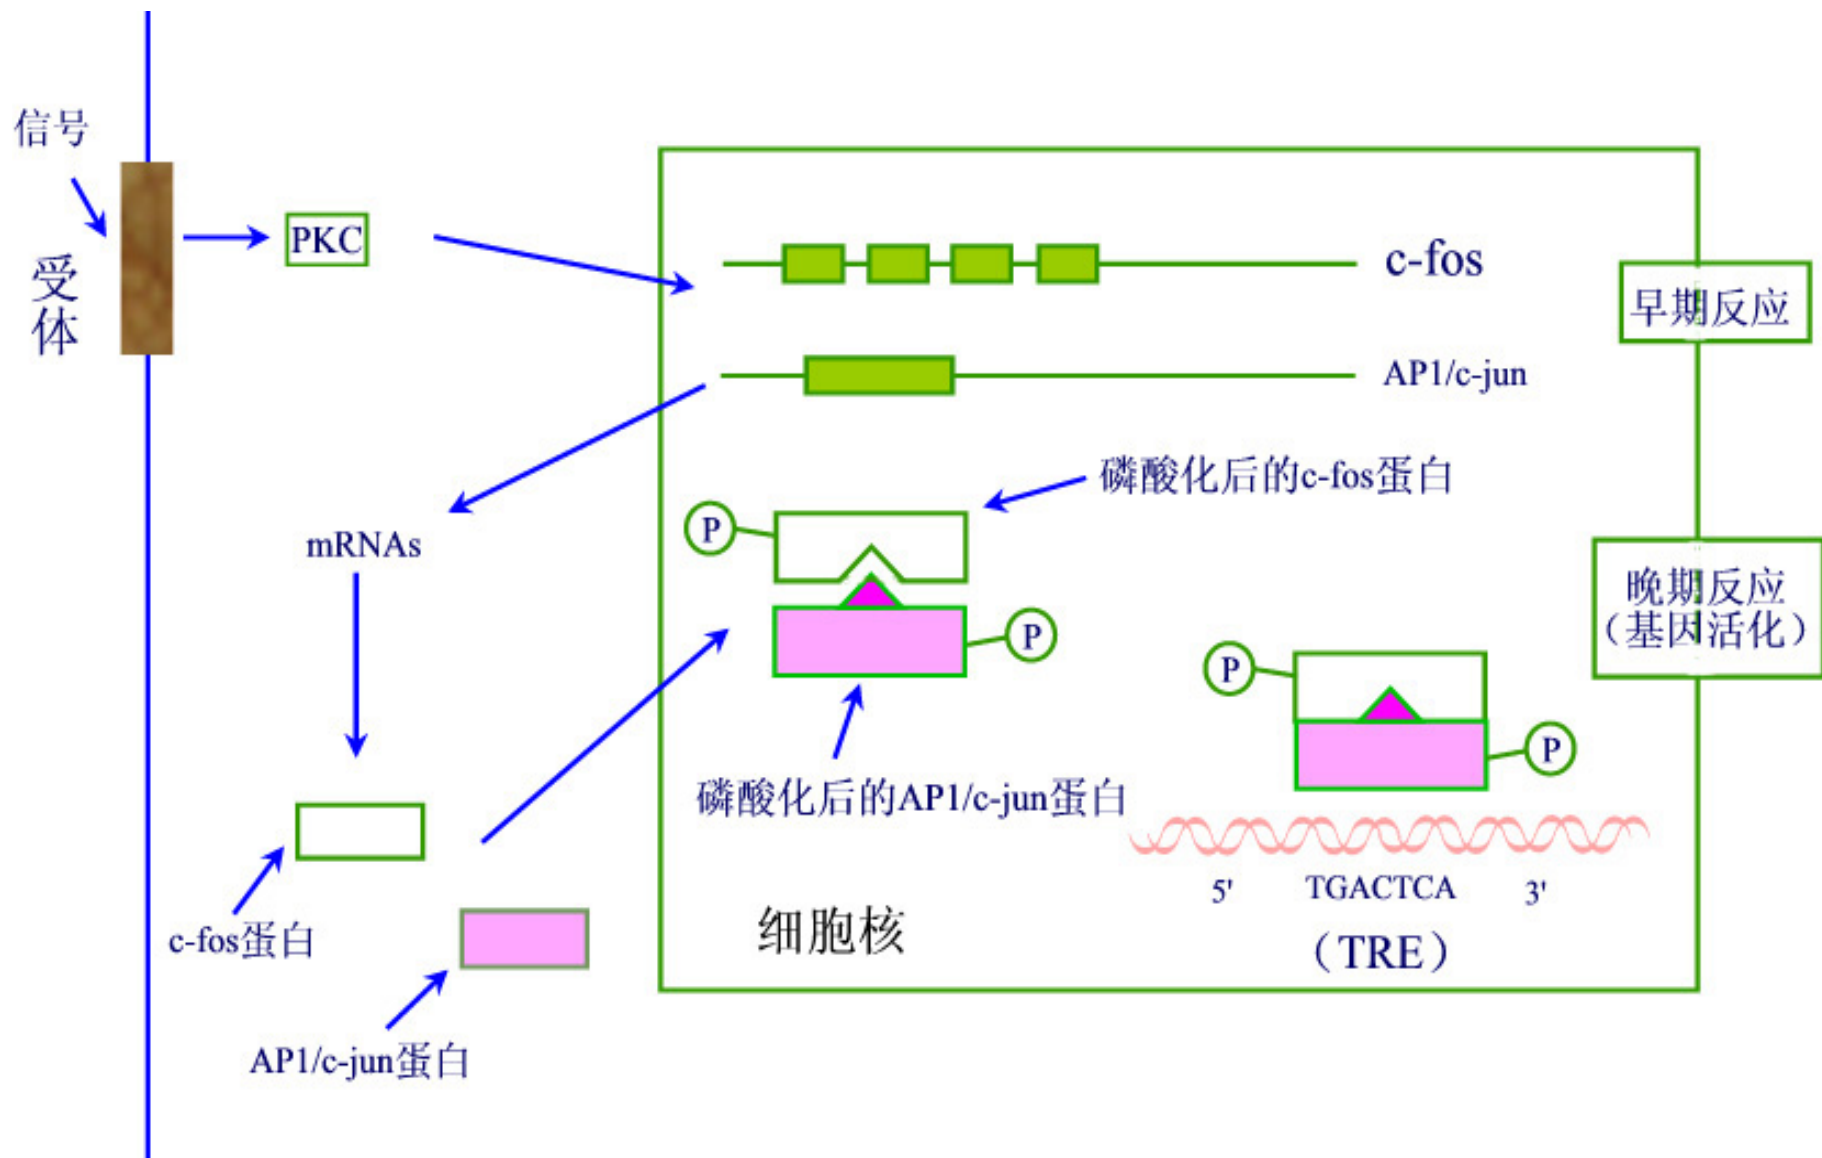 信号
受
体
PKC
c-fos
早期反应
AP1/c-jun
磷酸化后的c-fos蛋白
P
mRNAs
P
晚期反应
（基因活化）
P
P
磷酸化后的AP1/c-jun蛋白
5' TGACTCA 3'
（TRE）
细胞核
c-fos蛋白
AP1/c-jun蛋白